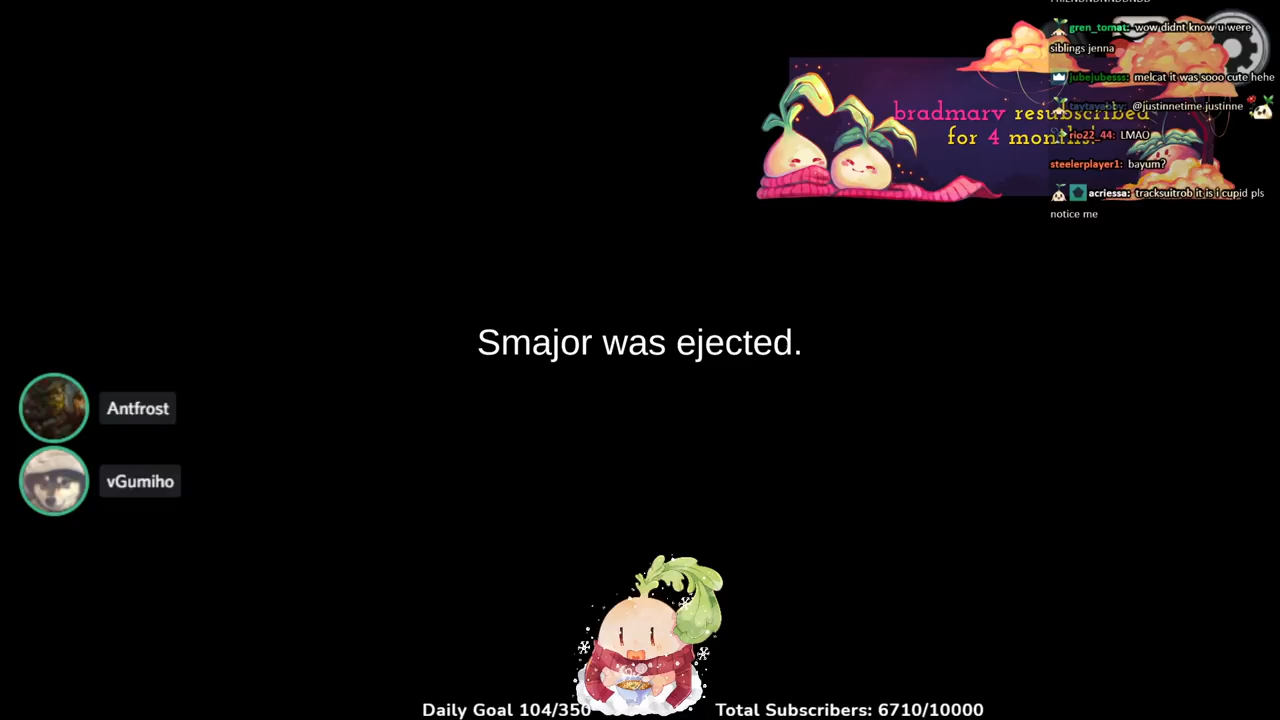 gren_tomat: wow didnt know u were
siblings jenna
jubejubesss: melcat it was sooo cute hehe
taytayabby: @justinnetime justinne
rio22_44: LMAO
steelerplayer1: bayum?
acriessa: tracksuitrob it is i cupid pls
notice me
bradmarv resubscribed
for 4 months!
Smajor was ejected.
Antfrost
vGumiho
Daily Goal 104/350
Total Subscribers: 6710/10000